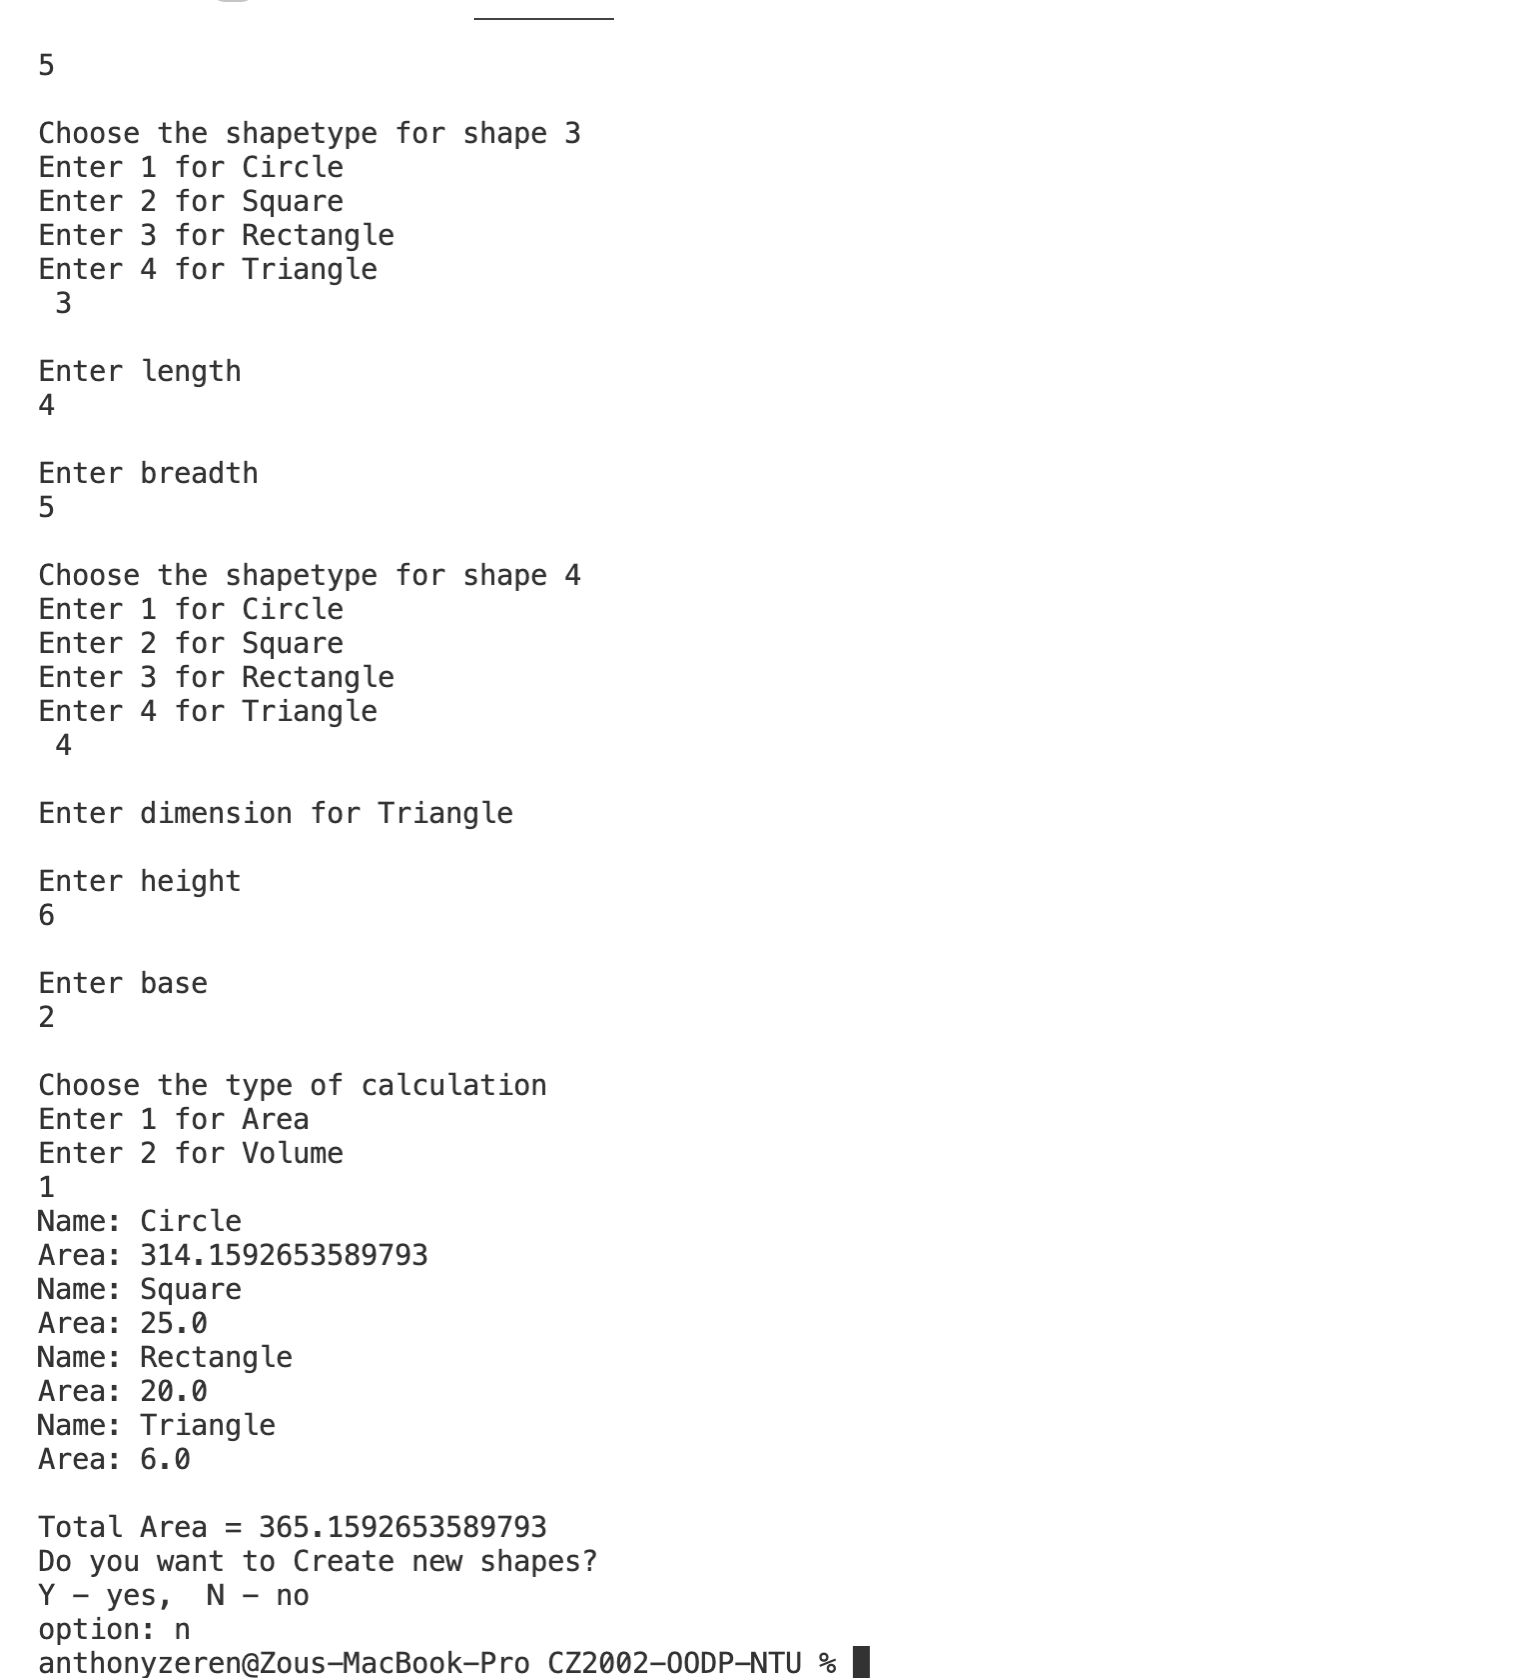 5
Choose the shapetype for shape 3
Enter 1 for Circle
Enter 2 for Square
Enter 3 for Rectangle
Enter 4 for Triangle
3
Enter length
4
Enter breadth
5
Choose the shapetype for shape 4
Enter 1 for Circle
Enter 2 for Square
Enter 3 for Rectangle
Enter 4 for Triangle
4
Enter dimension for Triangle
Enter height
6
Enter base
2
Choose the type of calculation
Enter 1 for Area
Enter 2 for Volume
1
Name: Circle
Area: 314.1592653589793
Name: Square
Area: 25.0
Name: Rectangle
Area: 20.0
Name: Triangle
Area: 6.0
Total Area = 365.1592653589793
Do you want to Create new shapes?
Y - yes,  N - no
option: n
anthonyzeren@Zous-MacBook-Pro CZ2002-OODP-NTU %